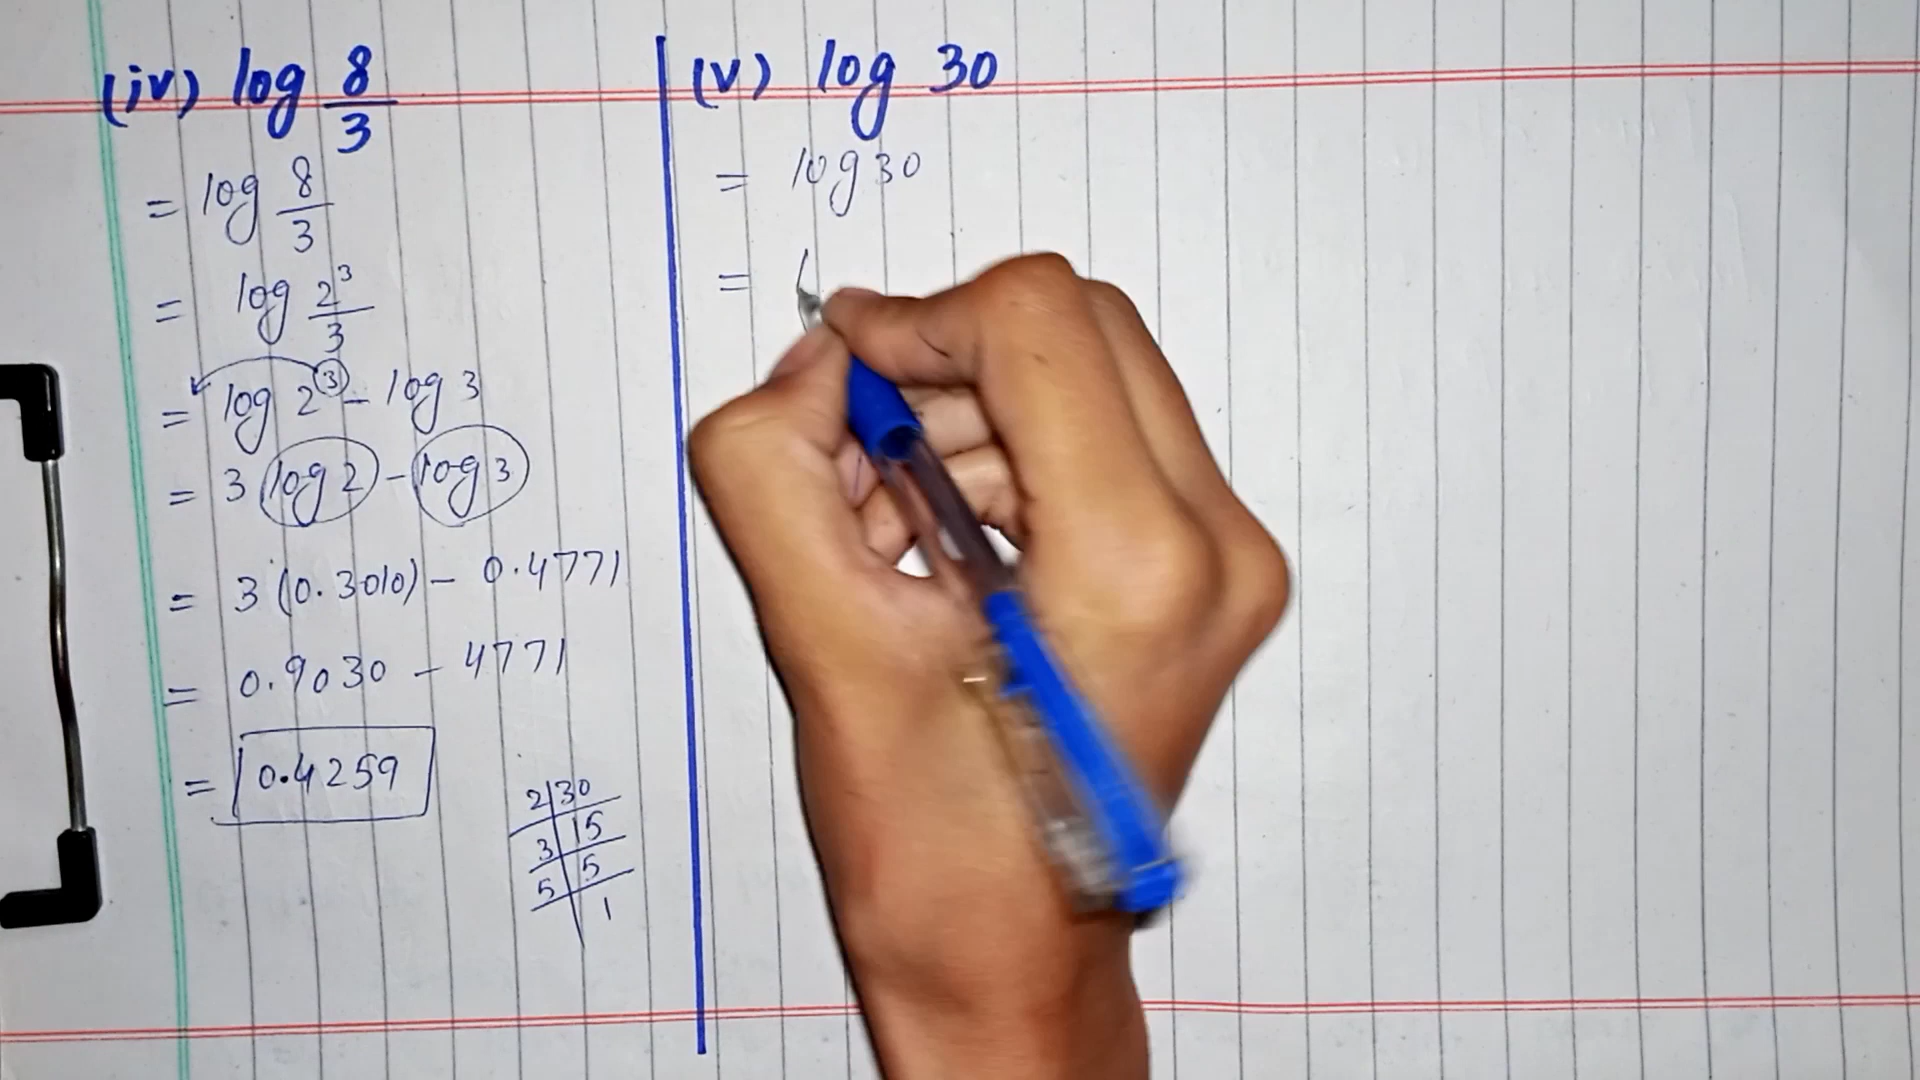 (iv) log 8/3
= log 8/3
= log 2³/3
= log 2³ - log 3
= 3 log 2 - log 3
= 3 (0.3010) - 0.4771
= 0.9030 - 4771
= 0.4259
2 | 30
3 | 15
5 | 5
1
(v) log 30
= log 30
=